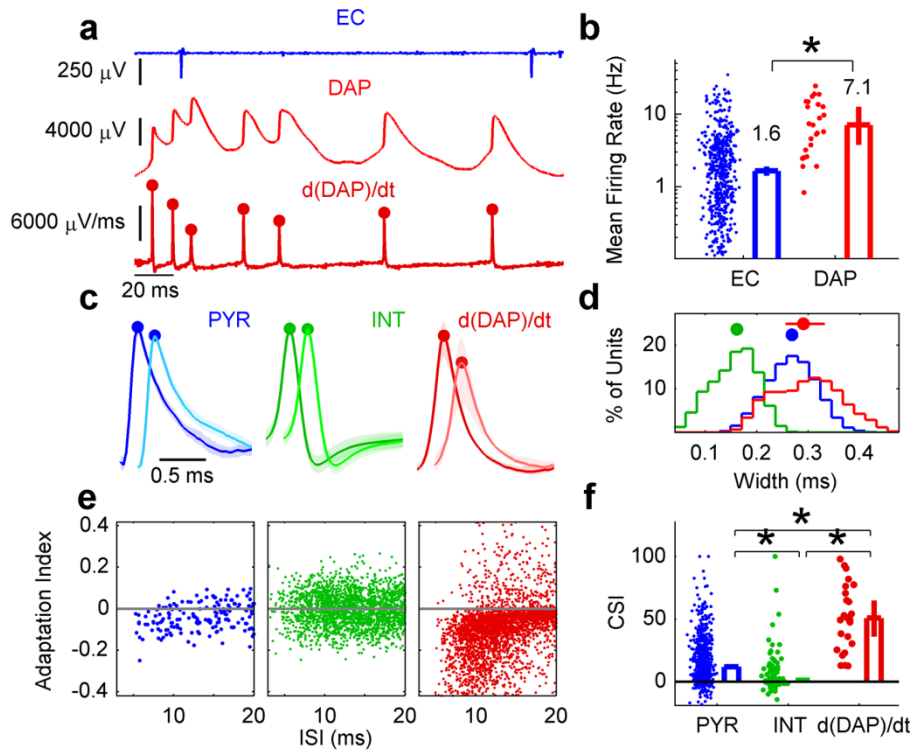 a
EC
250 µV
DAP
4000 µV
d(DAP)/dt
6000 µV/ms
20 ms
b
*
Mean Firing Rate (Hz)
10
1
1.6
7.1
EC DAP
c
PYR INT d(DAP)/dt
0.5 ms
d
% of Units
20
10
0.1 0.2 0.3 0.4
Width (ms)
e
Adaptation Index
0.4
0.2
0
-0.2
-0.4
10 20 10 20 10 20
ISI (ms)
f
*
* *
CSI
100
50
0
PYR INT d(DAP)/dt